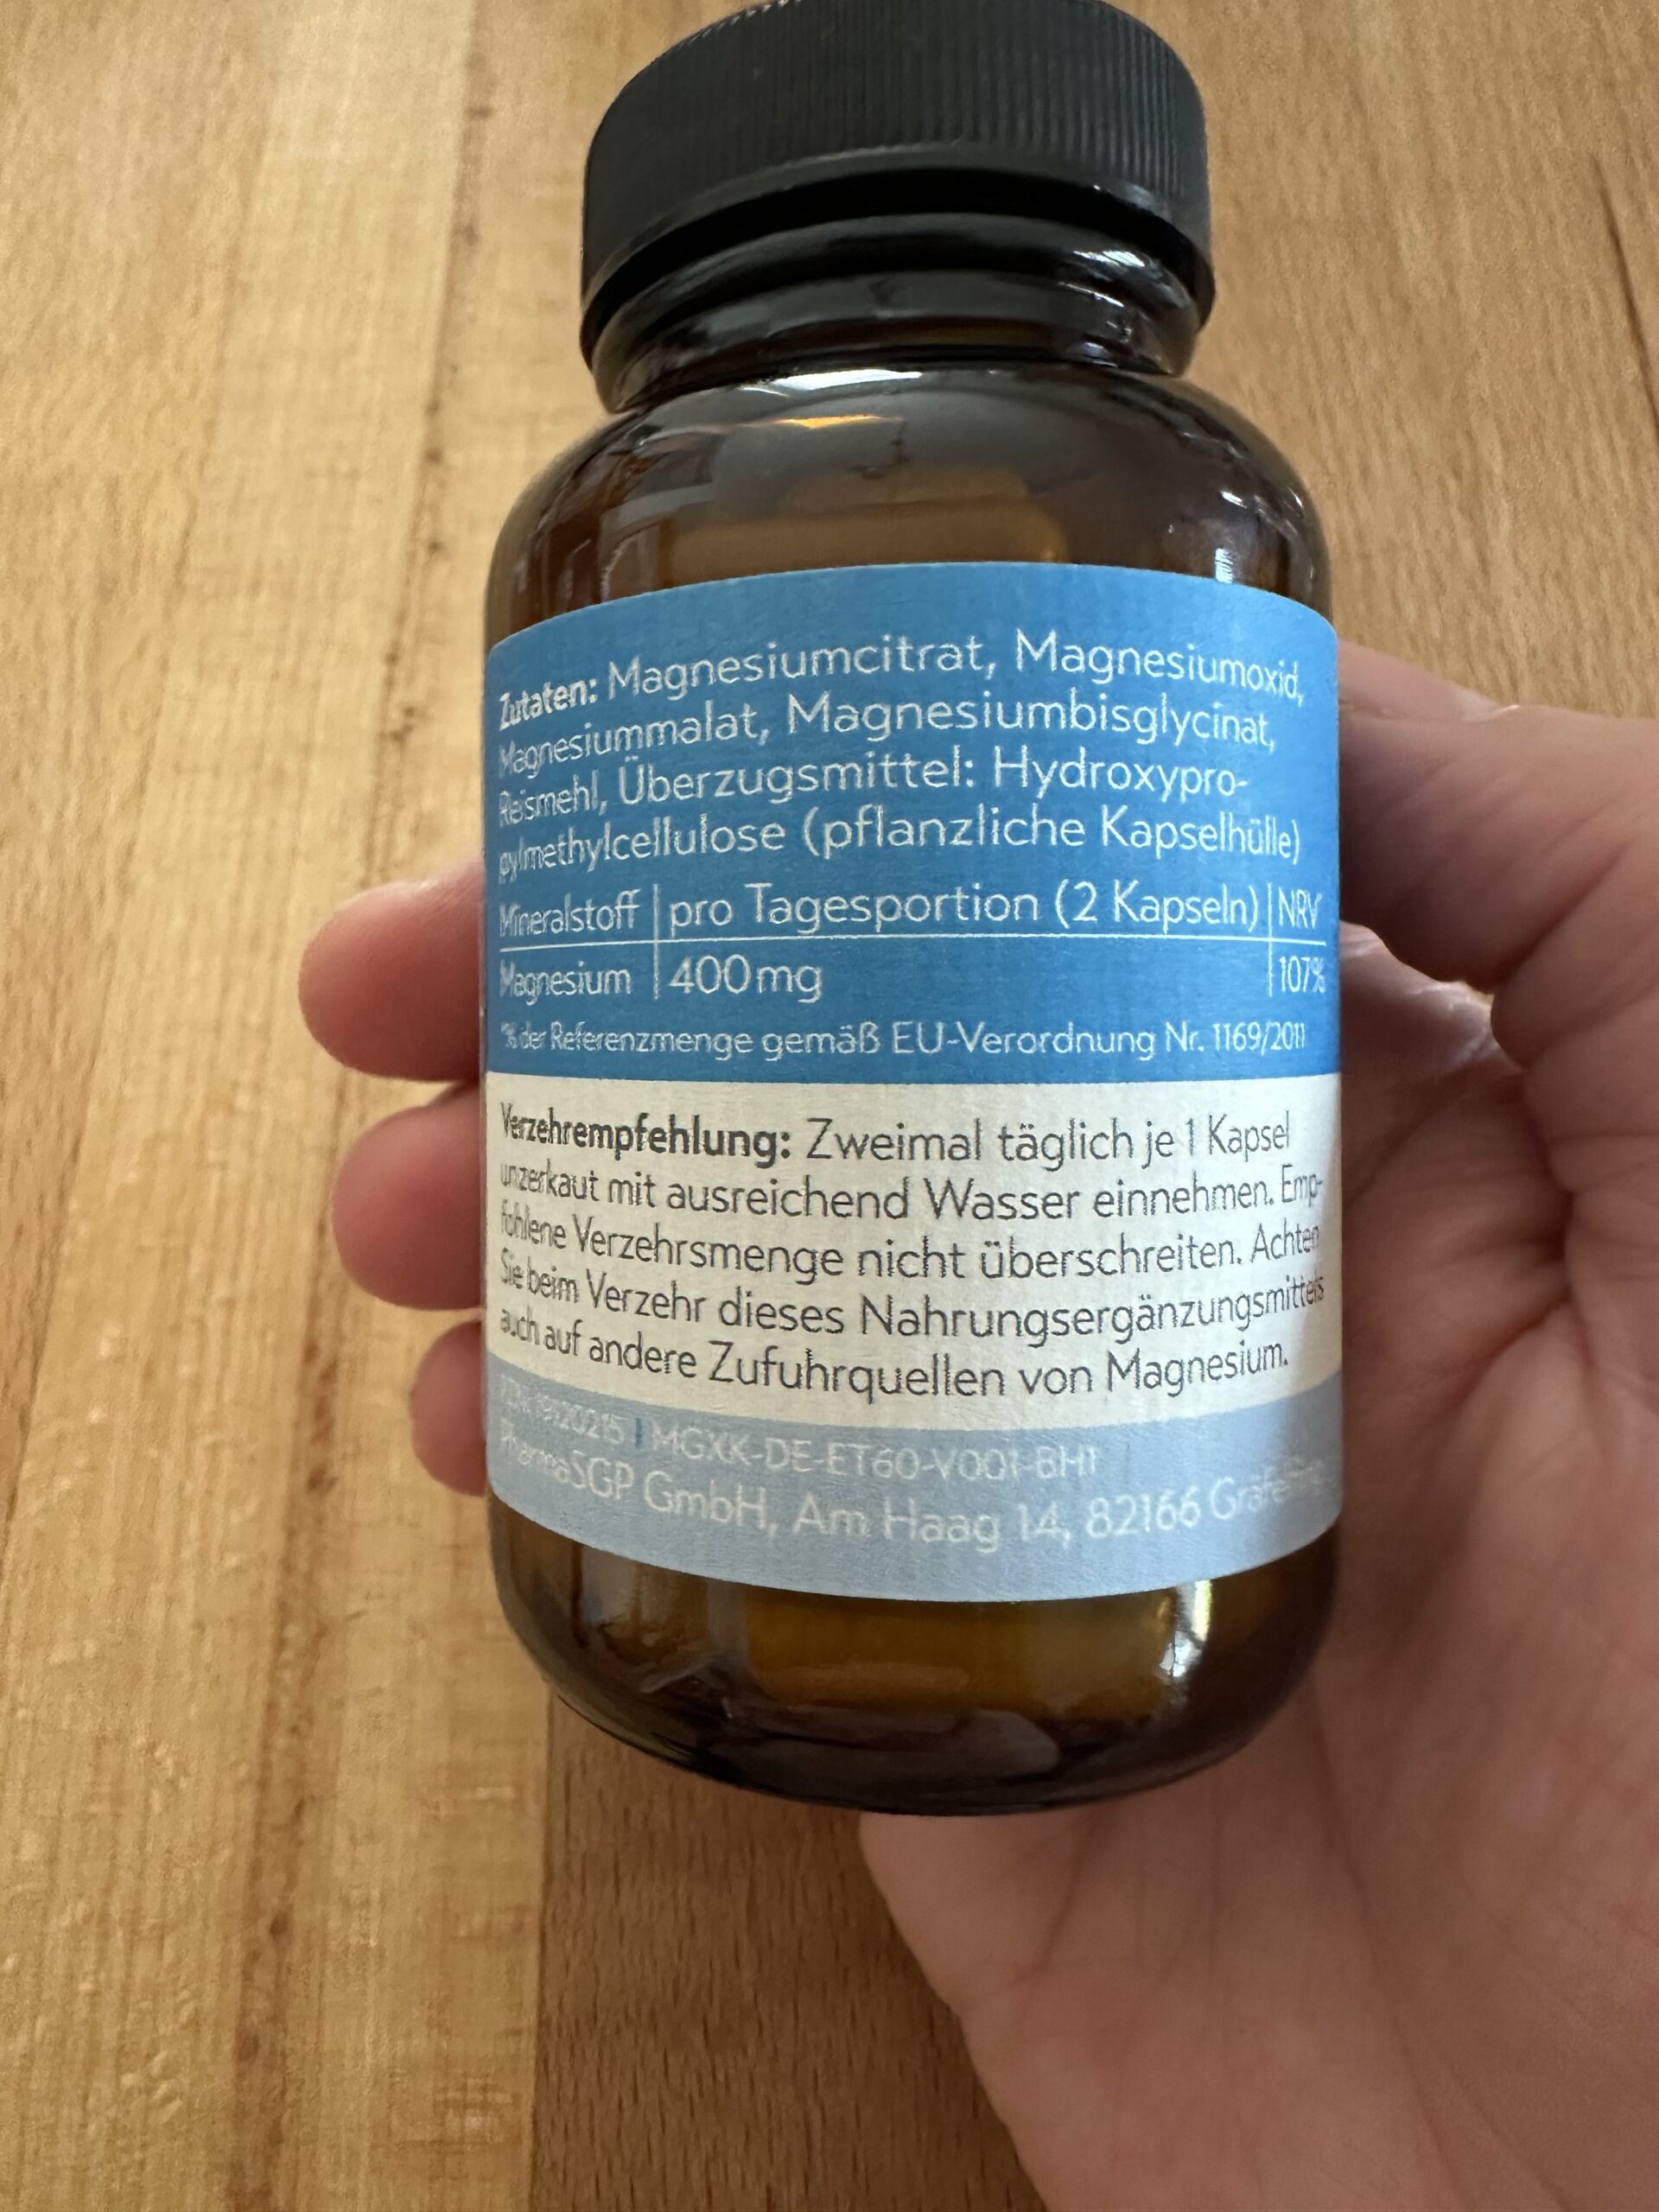 Zutaten: Magnesiumcitrat, Magnesiumoxid,
Magnesiummalat, Magnesiumbisglycinat,
Reismehl, Überzugsmittel: Hydroxypro-
pylmethylcellulose (pflanzliche Kapselhülle)
Mineralstoff | pro Tagesportion (2 Kapseln) | NRV
Magnesium | 400mg | 107%
*% der Referenzmenge gemäß EU-Verordnung Nr. 1169/2011
Verzehrempfehlung: Zweimal täglich je 1 Kapsel
unzerkaut mit ausreichend Wasser einnehmen. Emp-
fohlene Verzehrsmenge nicht überschreiten. Achten
Sie beim Verzehr dieses Nahrungsergänzungsmittels
auch auf andere Zufuhrquellen von Magnesium.
| MGXK-DE-ET60-V001-BH1
PharmaSGP GmbH, Am Haag 14, 82166 Gräfelfing